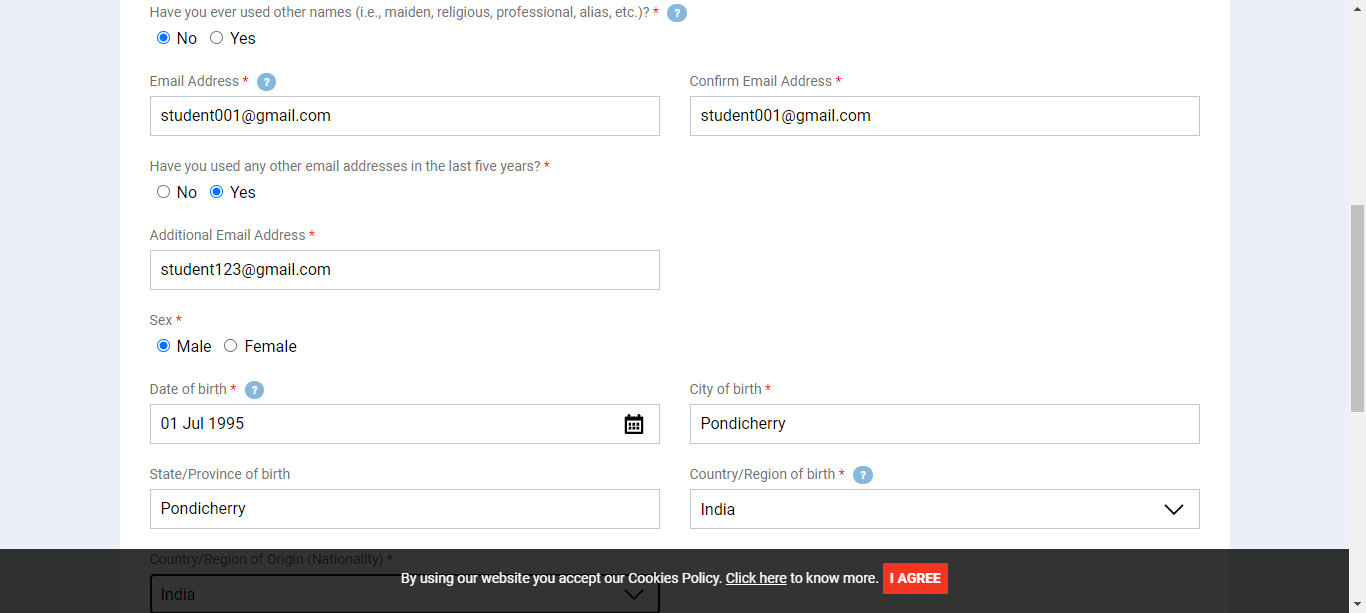 Have you ever used other names (i.e., maiden, religious, professional, alias, etc.)? * ?
No Yes
Email Address * ?
Confirm Email Address *
student001@gmail.com
student001@gmail.com
Have you used any other email addresses in the last five years? *
No Yes
Additional Email Address *
student123@gmail.com
Sex *
Male Female
Date of birth * ?
City of birth *
01 Jul 1995
Pondicherry
State/Province of birth
Country/Region of birth * ?
Pondicherry
India
Country/Region of Origin (Nationality) *
By using our website you accept our Cookies Policy. Click here to know more. I AGREE
India